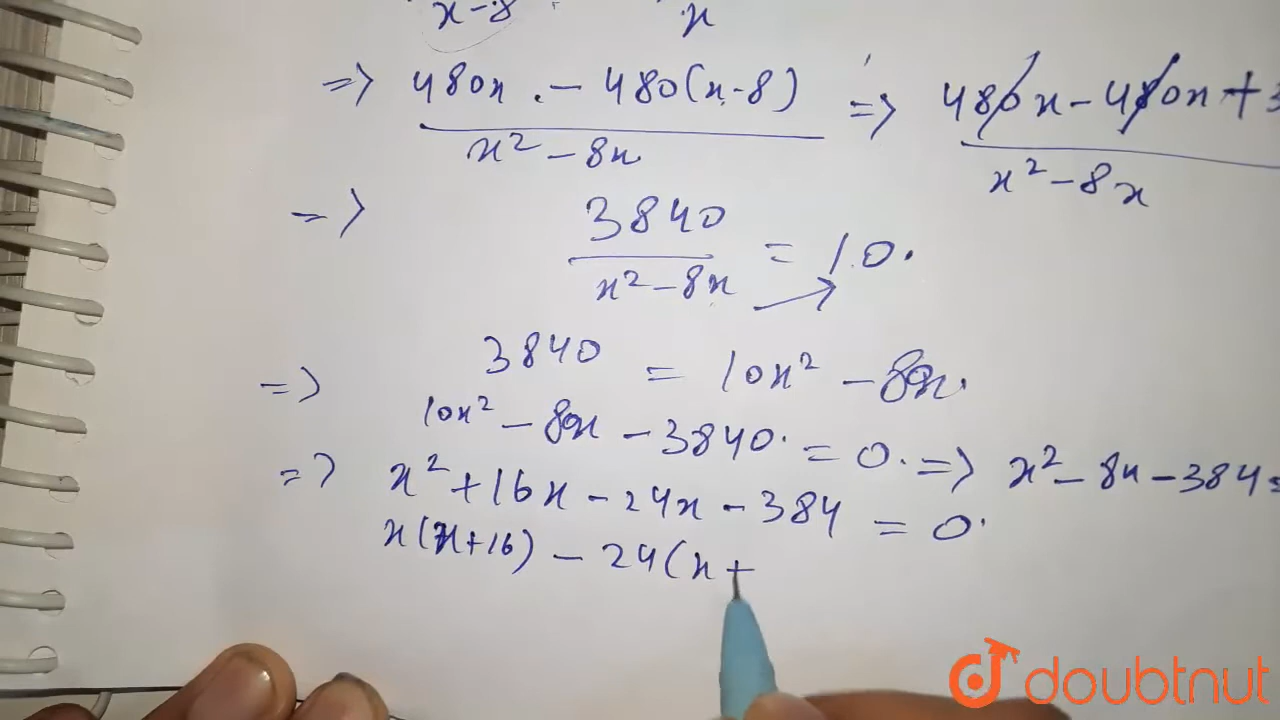 x-8 x
=> 480x - 480(x-8) => 480x - 480x + 3
x² - 8x x² - 8x
=> 3840 = 10.
x² - 8x
=> 3840 = 10x² - 80x.
10x² - 80x - 3840 = 0. => x² - 8x - 384 =
=> x² + 16x - 24x - 384 = 0.
x(x+16) - 24(x +
doubtnut